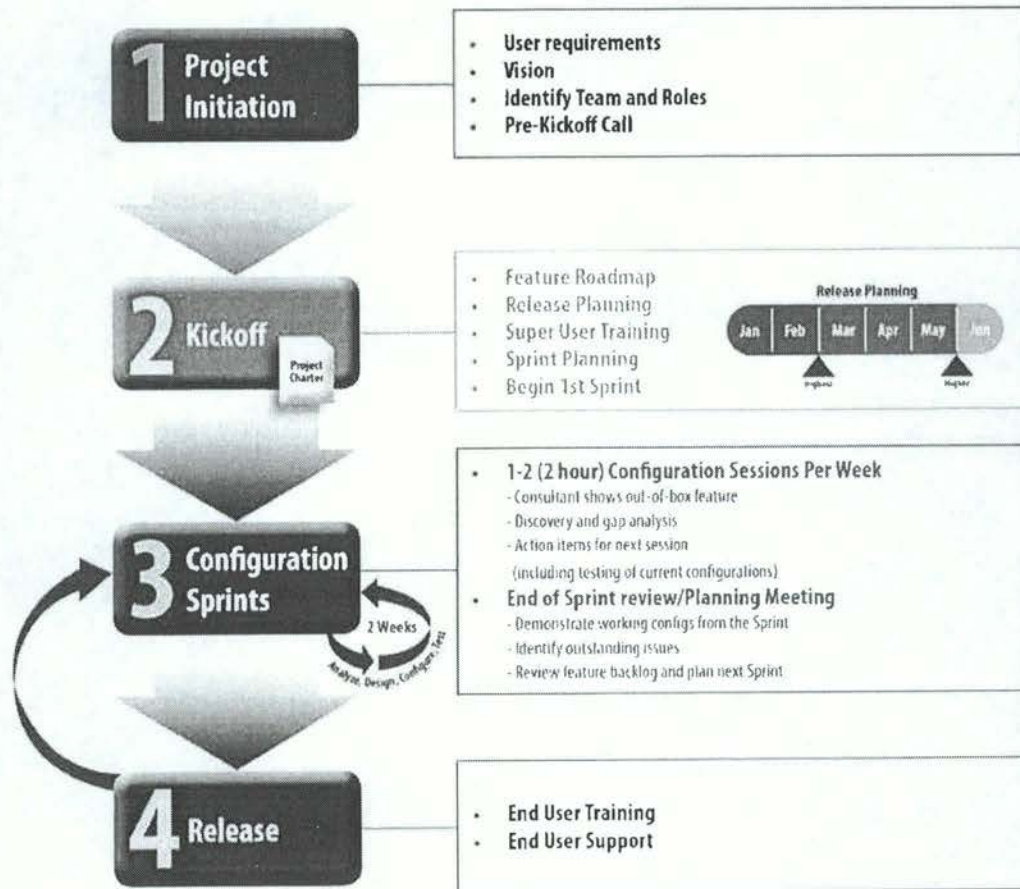 1 Project
Initiation
• User requirements
• Vision
• Identify Team and Roles
• Pre-Kickoff Call
2 Kickoff
Project
Charter
• Feature Roadmap
• Release Planning
• Super User Training
• Sprint Planning
• Begin 1st Sprint
Release Planning
Jan Feb Mar Apr May Jun
3 Configuration
Sprints
2 Weeks
Analyze, Design, Configure, Test
• 1-2 (2 hour) Configuration Sessions Per Week
- Consultant shows out-of-box feature
- Discovery and gap analysis
- Action items for next session
(including testing of current configurations)
• End of Sprint review/Planning Meeting
- Demonstrate working configs from the Sprint
- Identify outstanding issues
- Review feature backlog and plan next Sprint
4 Release
• End User Training
• End User Support